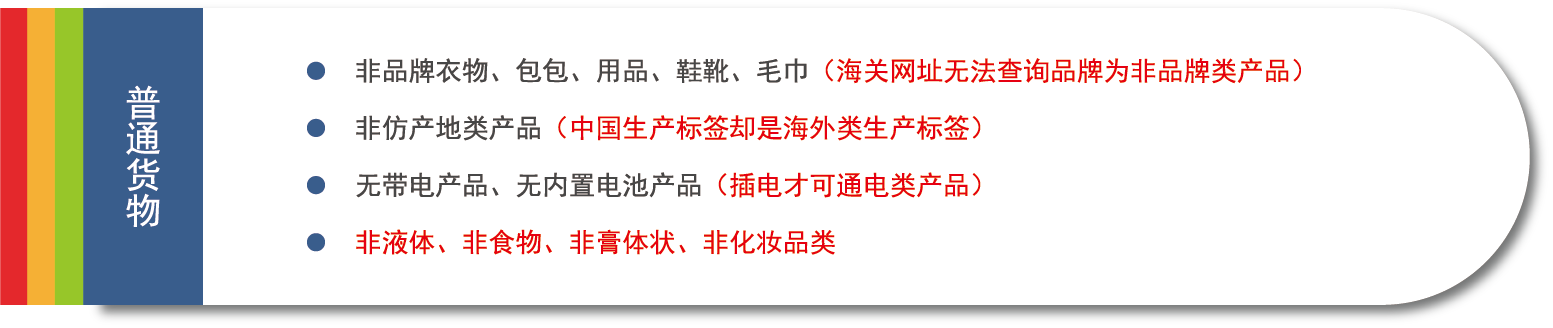 普通货物
非品牌衣物、包包、用品、鞋靴、毛巾（海关网址无法查询品牌为非品牌类产品）
非仿产地类产品（中国生产标签却是海外类生产标签）
无带电产品、无内置电池产品（插电才可通电类产品）
非液体、非食物、非膏体状、非化妆品类